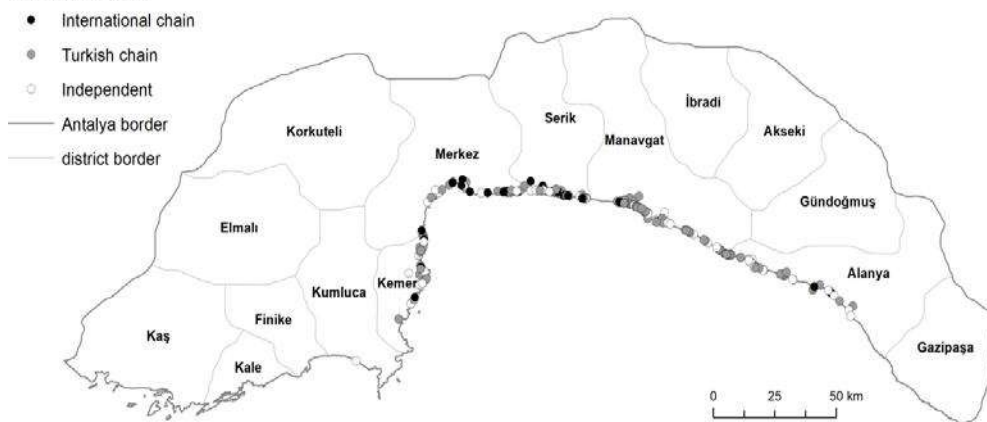 International chain
Turkish chain
Independent
Antalya border
district border
İbradi
Serik
Akseki
Korkuteli
Manavgat
Merkez
Gündoğmuş
Elmalı
Alanya
Kemer
Kumluca
Finike
Kaş
Gazipaşa
Kale
0 25 50 km